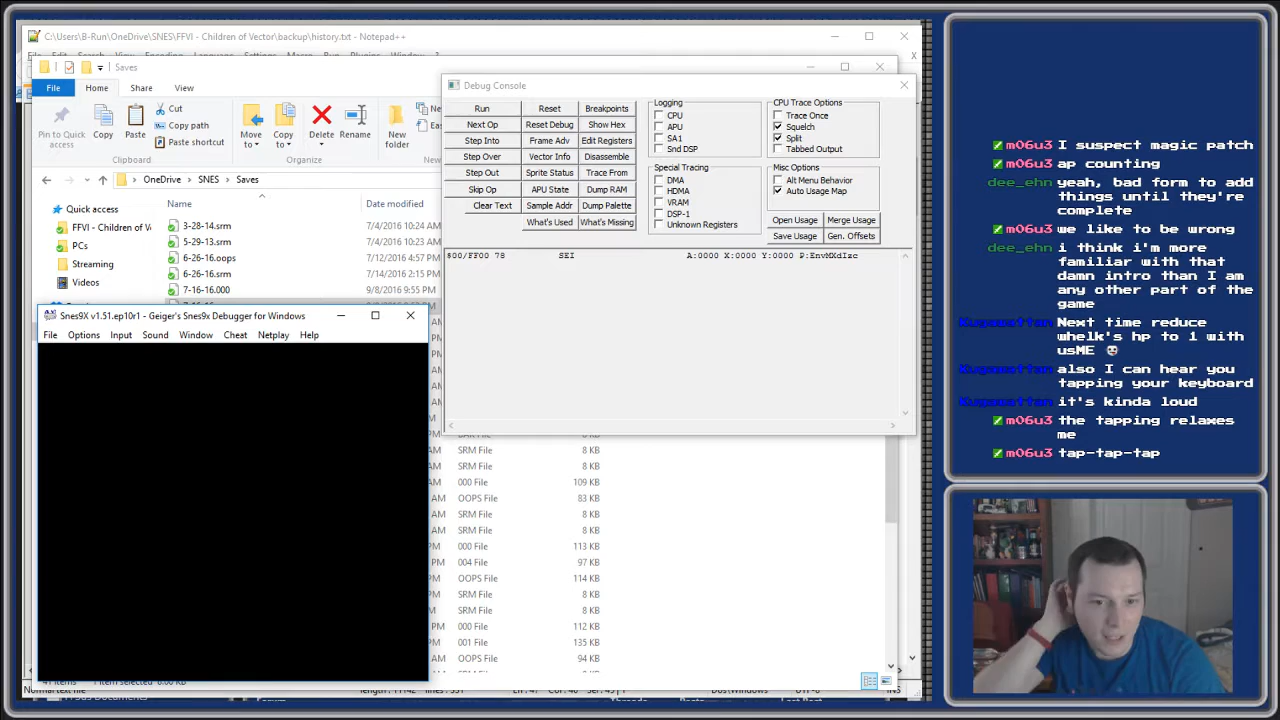 C:\Users\B-Run\OneDrive\SNES\FFVI - Children of Vector\backup\history.txt - Notepad++
Saves
File Home Share View
Pin to Quick access
Copy
Paste
Cut
Copy path
Paste shortcut
Clipboard
Move to
Copy to
Delete
Rename
Organize
New folder
OneDrive SNES Saves
Name Date modified
Quick access
FFVI - Children of V
PCs
Streaming
Videos
3-28-14.srm 7/4/2016 10:24 AM
5-29-13.srm 7/4/2016 10:24 AM
6-26-16.oops 7/12/2016 4:57 PM
6-26-16.srm 7/14/2016 2:15 PM
7-16-16.000
Debug Console
Run Reset Breakpoints
Next Op Reset Debug Show Hex
Step Into Frame Adv Edit Registers
Step Over Vector Info Disassemble
Step Out Sprite Status Trace From
Skip Op APU State Dump RAM
Clear Text Sample Addr Dump Palette
What's Used What's Missing
Logging
CPU
APU
SA1
Snd DSP
Special Tracing
DMA
HDMA
VRAM
DSP-1
Unknown Registers
CPU Trace Options
Trace Once
Squelch
Split
Tabbed Output
Misc Options
Alt Menu Behavior
Auto Usage Map
Open Usage Merge Usage
Save Usage Gen. Offsets
$00/FF00 78 SEI A:0000 X:0000 Y:0000 P:EnvMXdIzc
Snes9X v1.51.ep10r1 - Geiger's Snes9x Debugger for Windows
File Options Input Sound Window Cheat Netplay Help
SRM File 8 KB
SRM File 8 KB
000 File 109 KB
OOPS File 83 KB
SRM File 8 KB
SRM File 8 KB
000 File 113 KB
004 File 97 KB
OOPS File 114 KB
SRM File 8 KB
SRM File 8 KB
000 File 112 KB
001 File 135 KB
OOPS File 94 KB
m06u3 I suspect magic patch
m06u3 ap counting
dee_ehn yeah, bad form to add
things until they're
complete
m06u3 we like to be wrong
dee_ehn i think i'm more
familiar with that
damn intro than I am
any other part of the
game
Next time reduce
whelk's hp to 1 with
usME
also I can hear you
tapping your keyboard
it's kinda loud
m06u3 the tapping relaxes
me
m06u3 tap-tap-tap